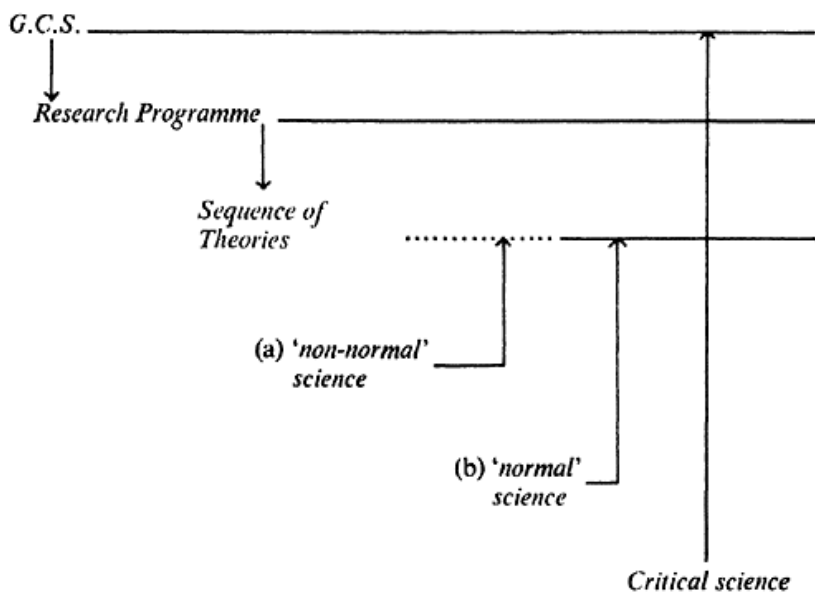 G.C.S.
Research Programme
Sequence of
Theories
(a) 'non-normal'
science
(b) 'normal'
science
Critical science